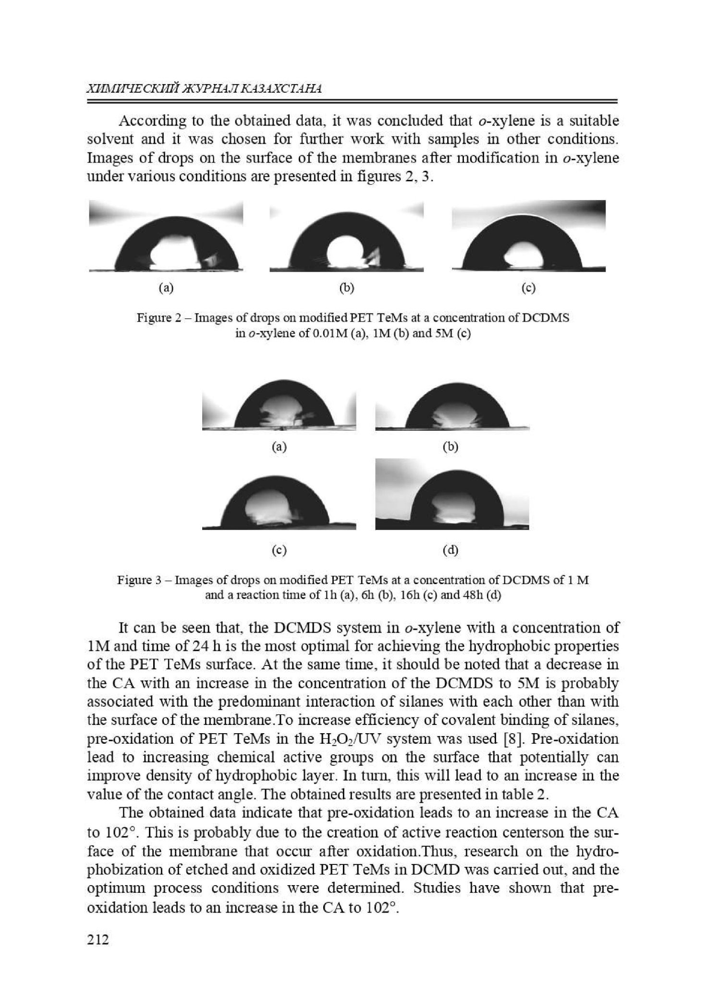 ХИМИЧЕСКИЙ ЖУРНАЛ КАЗАХСТАНА
According to the obtained data, it was concluded that o-xylene is a suitable
solvent and it was chosen for further work with samples in other conditions.
Images of drops on the surface of the membranes after modification in o-xylene
under various conditions are presented in figures 2, 3.
(a)
(b)
(c)
Figure 2 – Images of drops on modified PET TeMs at a concentration of DCDMS
in o-xylene of 0.01M (a), 1M (b) and 5M (c)
(a)
(b)
(c)
(d)
Figure 3 – Images of drops on modified PET TeMs at a concentration of DCDMS of 1 M
and a reaction time of 1h (a), 6h (b), 16h (c) and 48h (d)
It can be seen that, the DCMDS system in o-xylene with a concentration of
1M and time of 24 h is the most optimal for achieving the hydrophobic properties
of the PET TeMs surface. At the same time, it should be noted that a decrease in
the CA with an increase in the concentration of the DCMDS to 5M is probably
associated with the predominant interaction of silanes with each other than with
the surface of the membrane.To increase efficiency of covalent binding of silanes,
pre-oxidation of PET TeMs in the H₂O₂/UV system was used [8]. Pre-oxidation
lead to increasing chemical active groups on the surface that potentially can
improve density of hydrophobic layer. In turn, this will lead to an increase in the
value of the contact angle. The obtained results are presented in table 2.
The obtained data indicate that pre-oxidation leads to an increase in the CA
to 102°. This is probably due to the creation of active reaction centerson the sur-
face of the membrane that occur after oxidation.Thus, research on the hydro-
phobization of etched and oxidized PET TeMs in DCMD was carried out, and the
optimum process conditions were determined. Studies have shown that pre-
oxidation leads to an increase in the CA to 102°.
212